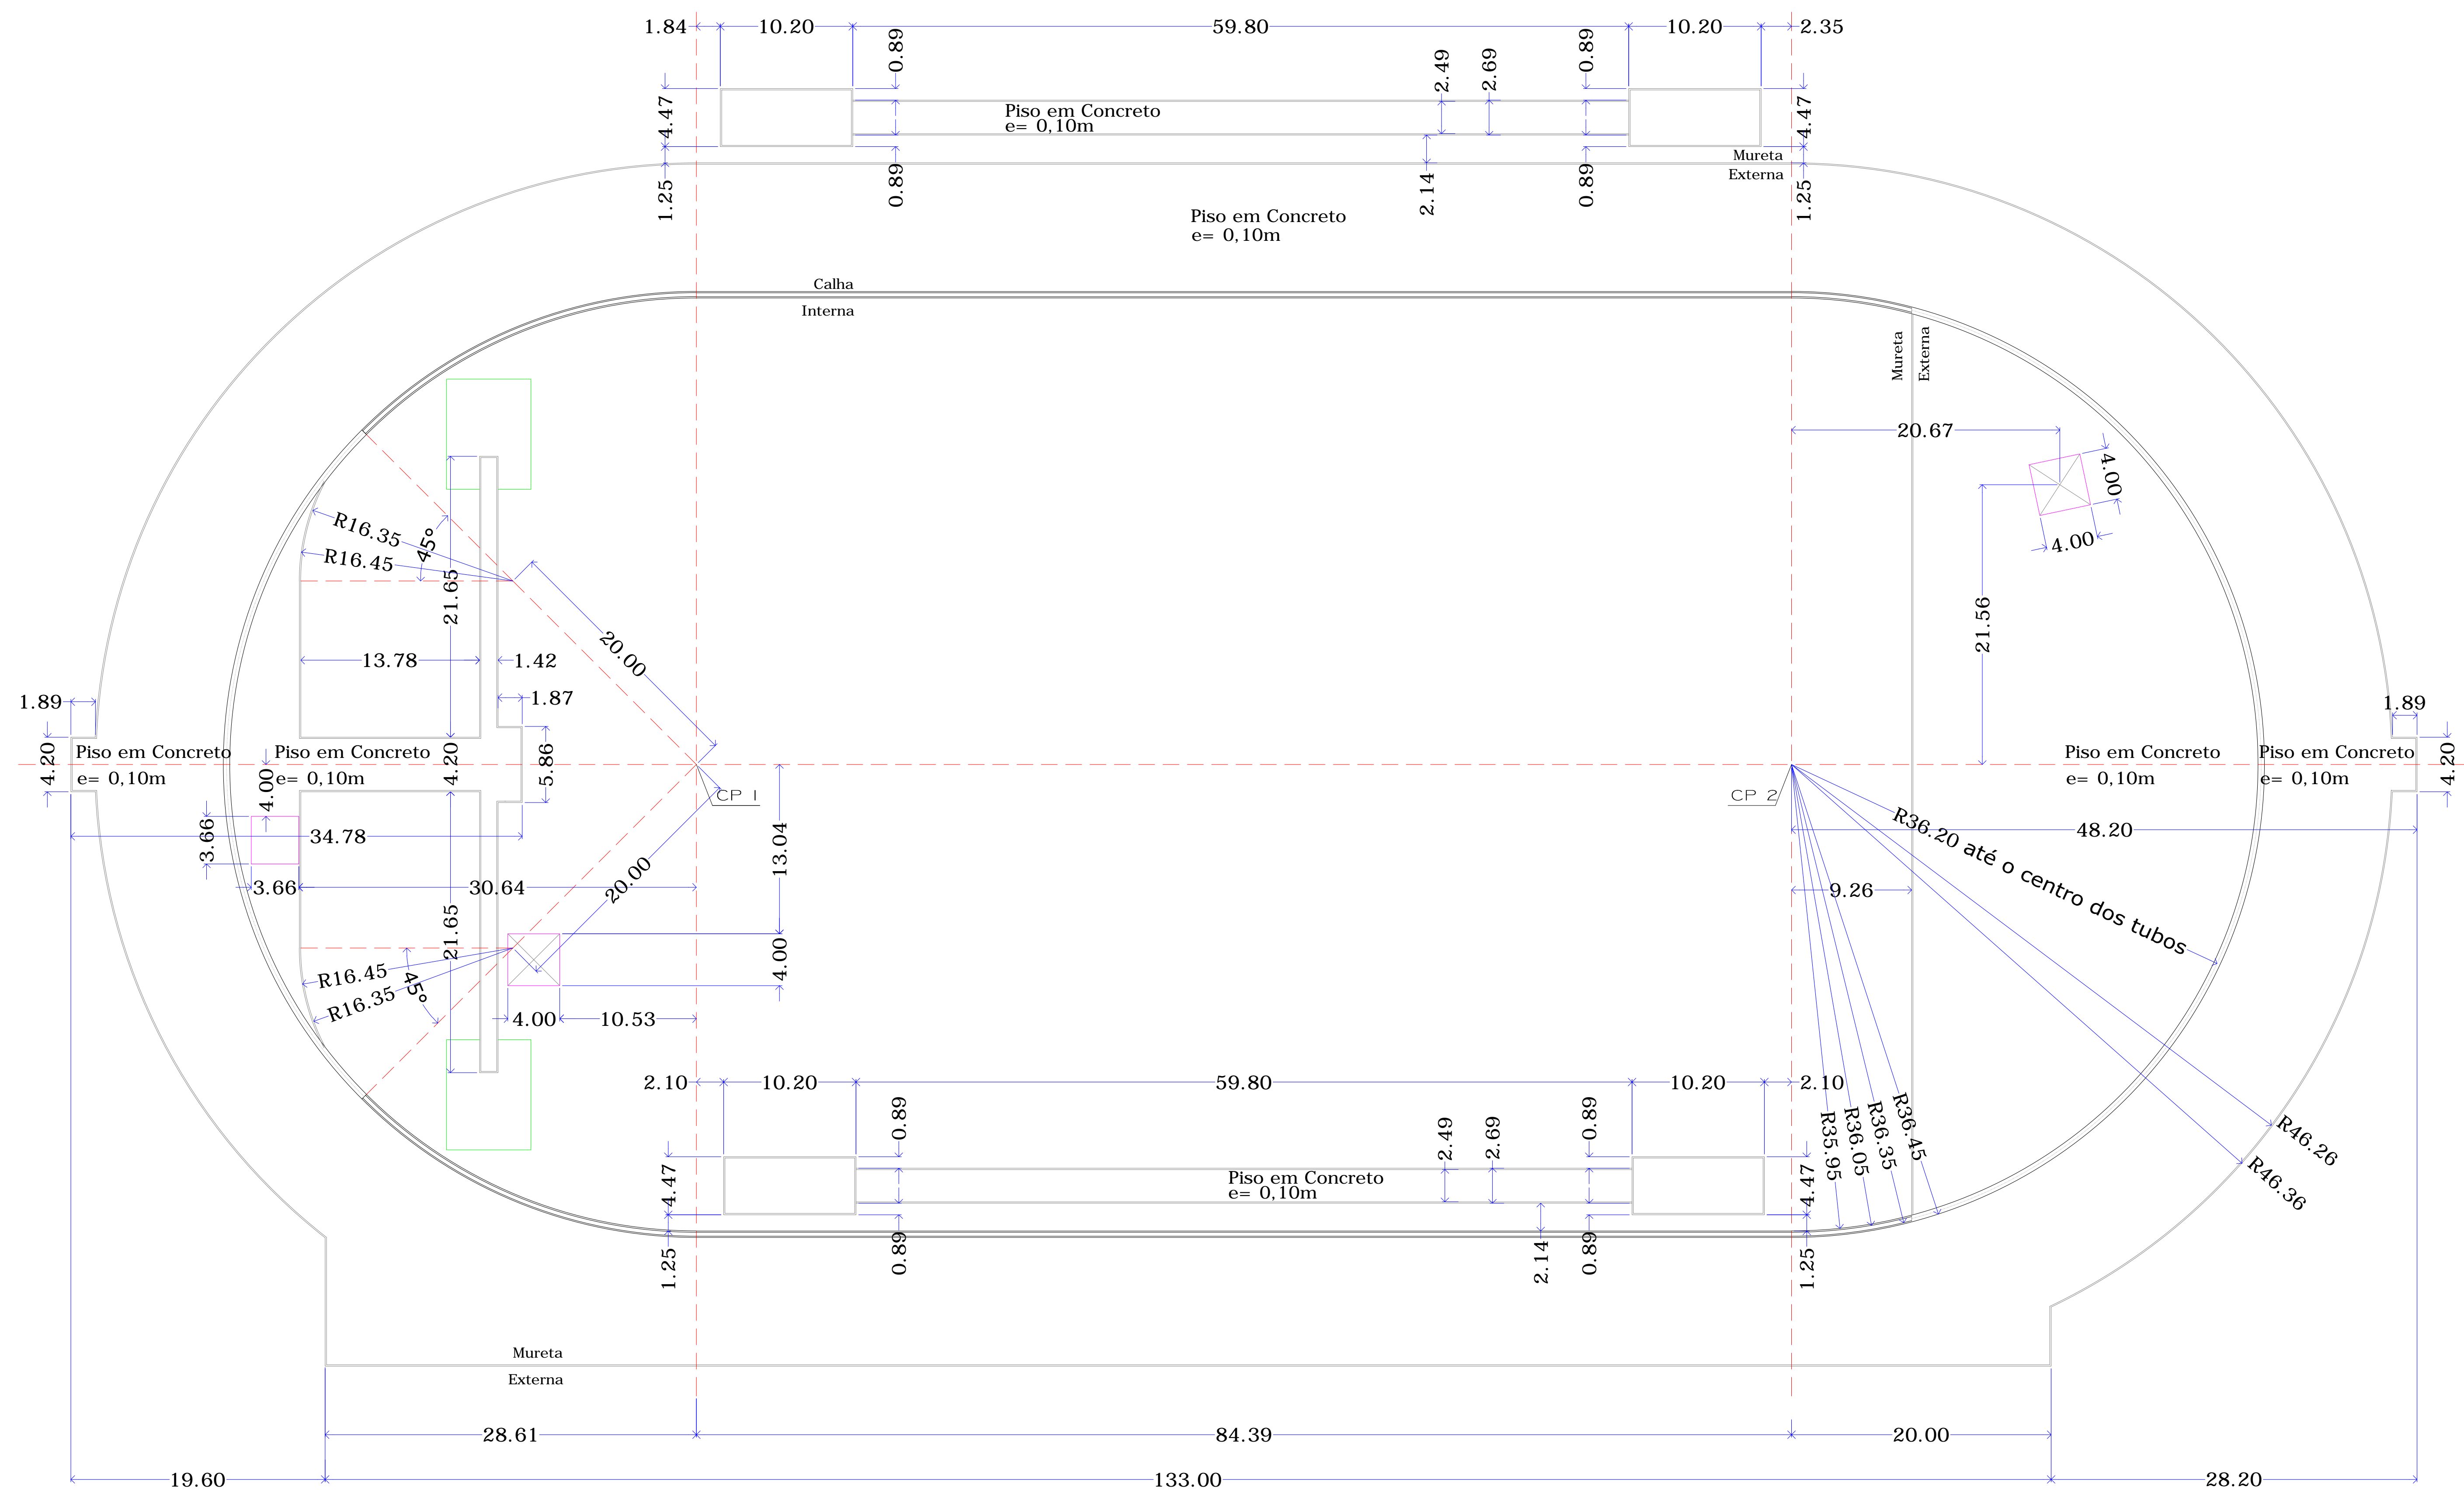 1.84
10.20
59.80
10.20
2.35
0.89
2.49
2.69
0.89
4.47
4.47
Piso em Concreto
e= 0,10m
Mureta
Externa
1.25
0.89
2.14
0.89
1.25
Piso em Concreto
e= 0,10m
Calha
Interna
Mureta
Externa
20.67
4.00
4.00
R16.35
45°
R16.45
21.65
20.00
21.56
13.78
1.42
1.87
1.89
1.89
4.20
Piso em Concreto
e= 0,10m
Piso em Concreto
e= 0,10m
4.00
4.20
5.86
CP 1
CP 2
Piso em Concreto
e= 0,10m
Piso em Concreto
e= 0,10m
4.20
3.66
34.78
13.04
R36.20 até o centro dos tubos
48.20
3.66
30.64
20.00
9.26
21.65
4.00
R16.45
45°
R16.35
4.00
10.53
2.10
10.20
59.80
10.20
2.10
0.89
2.49
2.69
0.89
R35.95
R36.05
R36.35
R36.45
R46.26
R46.36
4.47
4.47
Piso em Concreto
e= 0,10m
1.25
0.89
2.14
0.89
1.25
Mureta
Externa
28.61
84.39
20.00
19.60
133.00
28.20